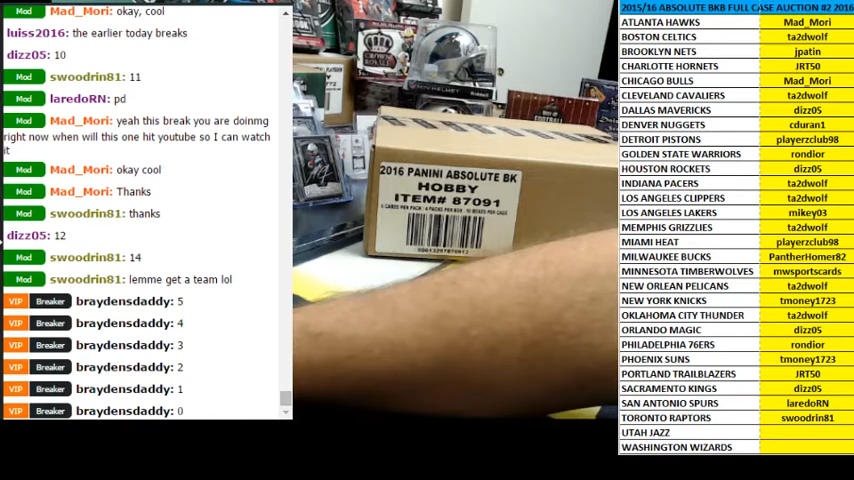 Mod Mad_Mori: okay, cool
luiss2016: the earlier today breaks
dizz05: 10
Mod swoodrin81: 11
Mod laredoRN: pd
Mod Mad_Mori: yeah this break you are doinmg
right now when will this one hit youtube so I can watch
it
Mod Mad_Mori: okay cool
Mod Mad_Mori: Thanks
Mod swoodrin81: thanks
dizz05: 12
Mod swoodrin81: 14
Mod swoodrin81: lemme get a team lol
VIP Breaker braydensdaddy: 5
VIP Breaker braydensdaddy: 4
VIP Breaker braydensdaddy: 3
VIP Breaker braydensdaddy: 2
VIP Breaker braydensdaddy: 1
VIP Breaker braydensdaddy: 0
CROWN
ROYALE
2016 PANINI ABSOLUTE BK
HOBBY
ITEM# 87091
2015/16 ABSOLUTE BKB FULL CASE AUCTION #2 2016
ATLANTA HAWKS Mad_Mori
BOSTON CELTICS ta2dwolf
BROOKLYN NETS jpatin
CHARLOTTE HORNETS JRT50
CHICAGO BULLS Mad_Mori
CLEVELAND CAVALIERS ta2dwolf
DALLAS MAVERICKS dizz05
DENVER NUGGETS cduran1
DETROIT PISTONS playerzclub98
GOLDEN STATE WARRIORS rondior
HOUSTON ROCKETS dizz05
INDIANA PACERS ta2dwolf
LOS ANGELES CLIPPERS ta2dwolf
LOS ANGELES LAKERS mikey03
MEMPHIS GRIZZLIES ta2dwolf
MIAMI HEAT playerzclub98
MILWAUKEE BUCKS PantherHomer82
MINNESOTA TIMBERWOLVES mwsportscards
NEW ORLEAN PELICANS ta2dwolf
NEW YORK KNICKS tmoney1723
OKLAHOMA CITY THUNDER ta2dwolf
ORLANDO MAGIC dizz05
PHILADELPHIA 76ERS rondior
PHOENIX SUNS tmoney1723
PORTLAND TRAILBLAZERS JRT50
SACRAMENTO KINGS dizz05
SAN ANTONIO SPURS laredoRN
TORONTO RAPTORS swoodrin81
UTAH JAZZ
WASHINGTON WIZARDS